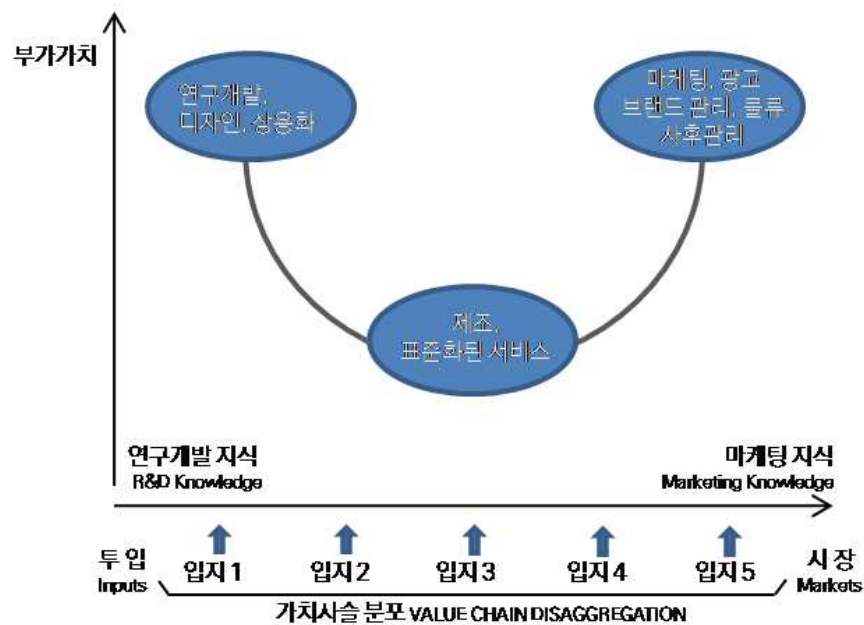 부가가치
연구개발,
디자인, 상용화
마케팅, 광고
브랜드 관리, 물류
사후관리
제조,
표준화된 서비스
연구개발 지식
R&D Knowledge
마케팅 지식
Marketing Knowledge
투 입
Inputs
입지 1
입지 2
입지 3
입지 4
입지 5
시 장
Markets
가치사슬 분포 VALUE CHAIN DISAGGREGATION